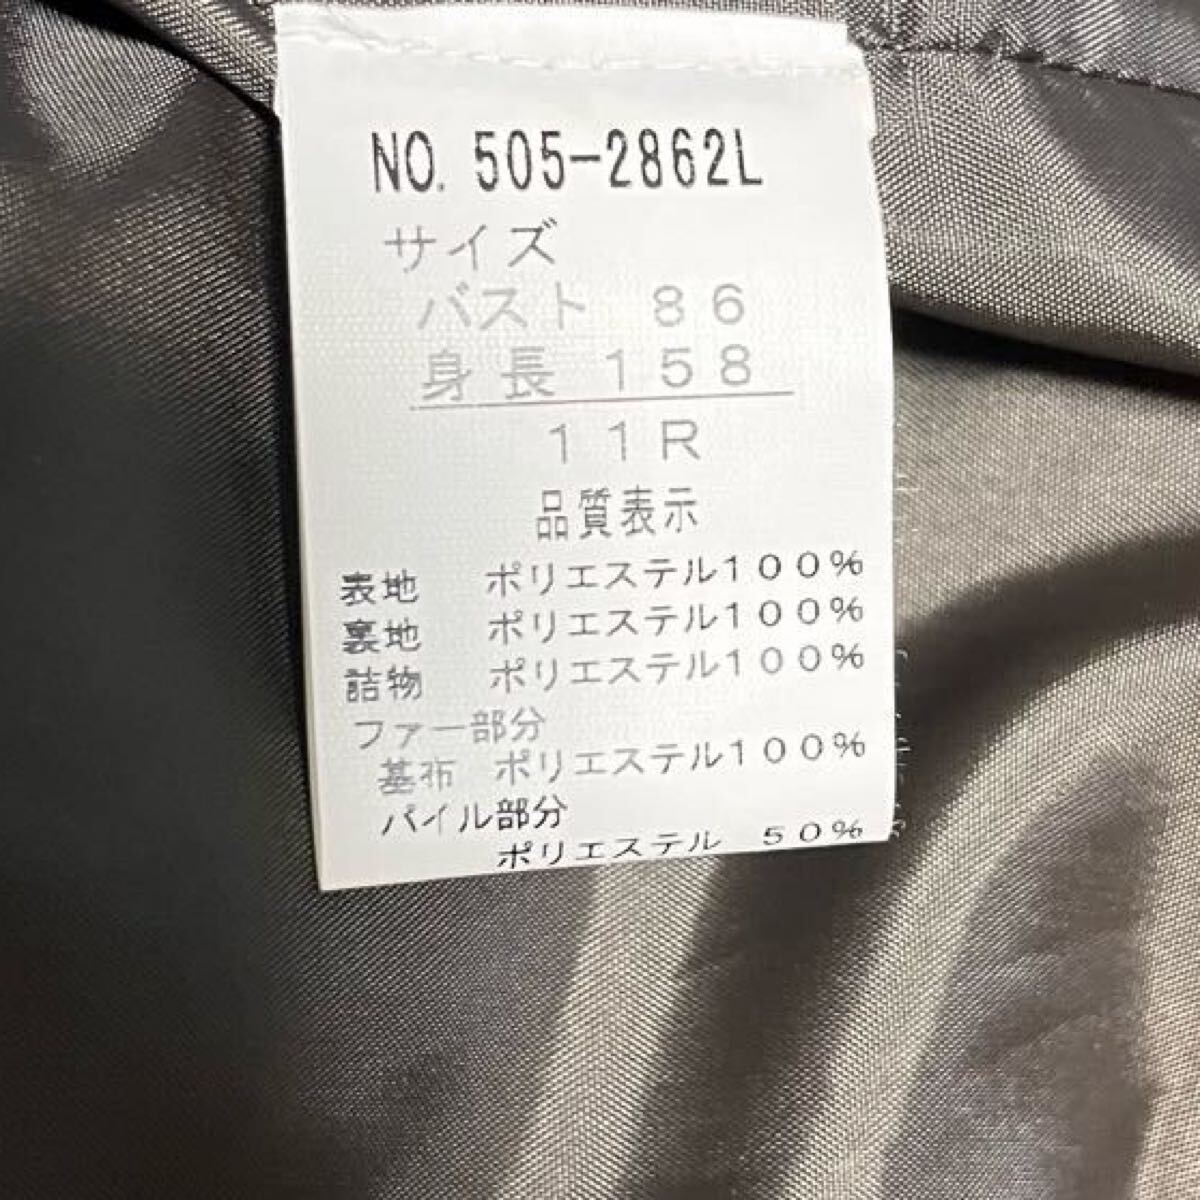 NO. 505-2862L
サイズ
バスト 86
身長 158
11R
品質表示
表地 ポリエステル100%
裏地 ポリエステル100%
詰物 ポリエステル100%
ファー部分
基布 ポリエステル100%
パイル部分
ポリエステル 50%